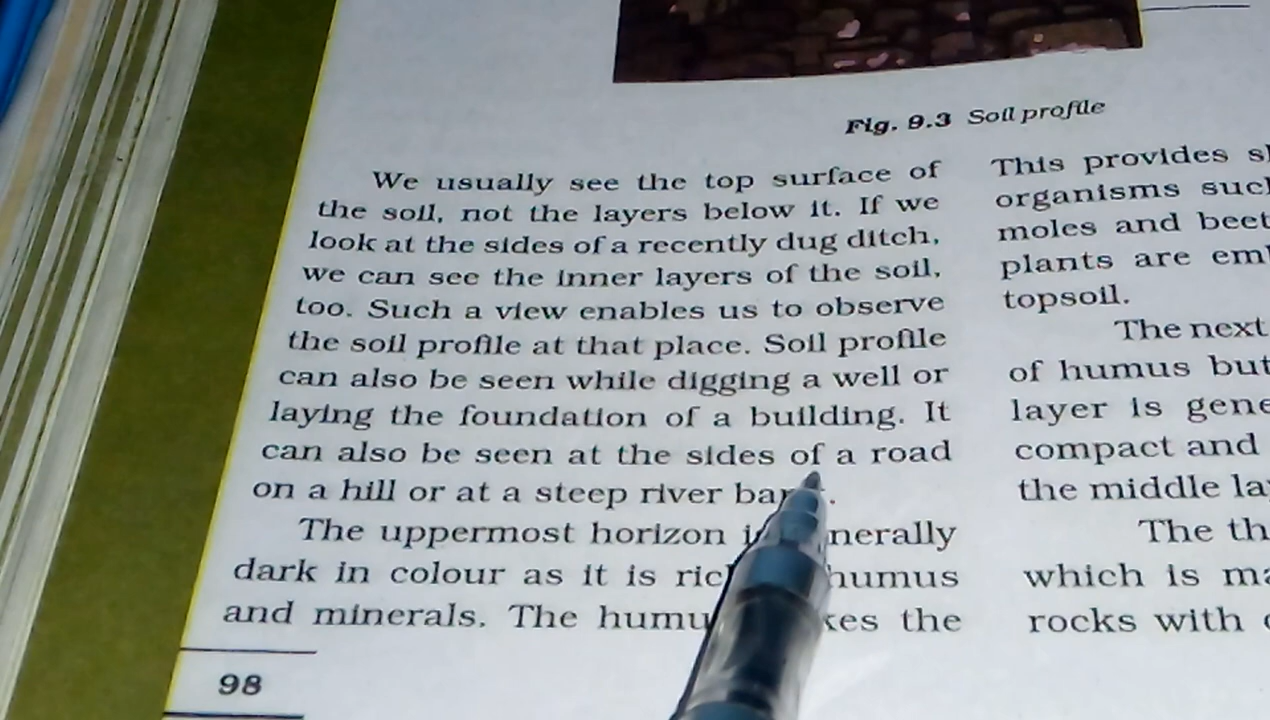 Fig. 9.3 Soil profile
We usually see the top surface of
the soil, not the layers below it. If we
look at the sides of a recently dug ditch,
we can see the inner layers of the soil,
too. Such a view enables us to observe
the soil profile at that place. Soil profile
can also be seen while digging a well or
laying the foundation of a building. It
can also be seen at the sides of a road
on a hill or at a steep river
The uppermost horizon
dark in colour as it is humus
and minerals. The the
98
This provides
organisms
moles and
plants are
topsoil.
The next
of humus but
layer is
compact and
the middle
The
which is
rocks with